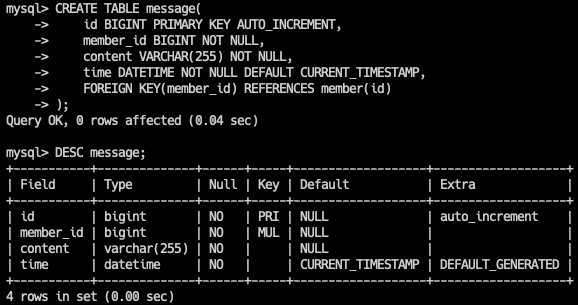 mysql> CREATE TABLE message(
    ->     id BIGINT PRIMARY KEY AUTO_INCREMENT,
    ->     member_id BIGINT NOT NULL,
    ->     content VARCHAR(255) NOT NULL,
    ->     time DATETIME NOT NULL DEFAULT CURRENT_TIMESTAMP,
    ->     FOREIGN KEY(member_id) REFERENCES member(id)
    -> );
Query OK, 0 rows affected (0.04 sec)

mysql> DESC message;
+-----------+--------------+------+-----+-------------------+-------------------+
| Field     | Type         | Null | Key | Default           | Extra             |
+-----------+--------------+------+-----+-------------------+-------------------+
| id        | bigint       | NO   | PRI | NULL              | auto_increment    |
| member_id | bigint       | NO   | MUL | NULL              |                   |
| content   | varchar(255) | NO   |     | NULL              |                   |
| time      | datetime     | NO   |     | CURRENT_TIMESTAMP | DEFAULT_GENERATED |
+-----------+--------------+------+-----+-------------------+-------------------+
4 rows in set (0.00 sec)